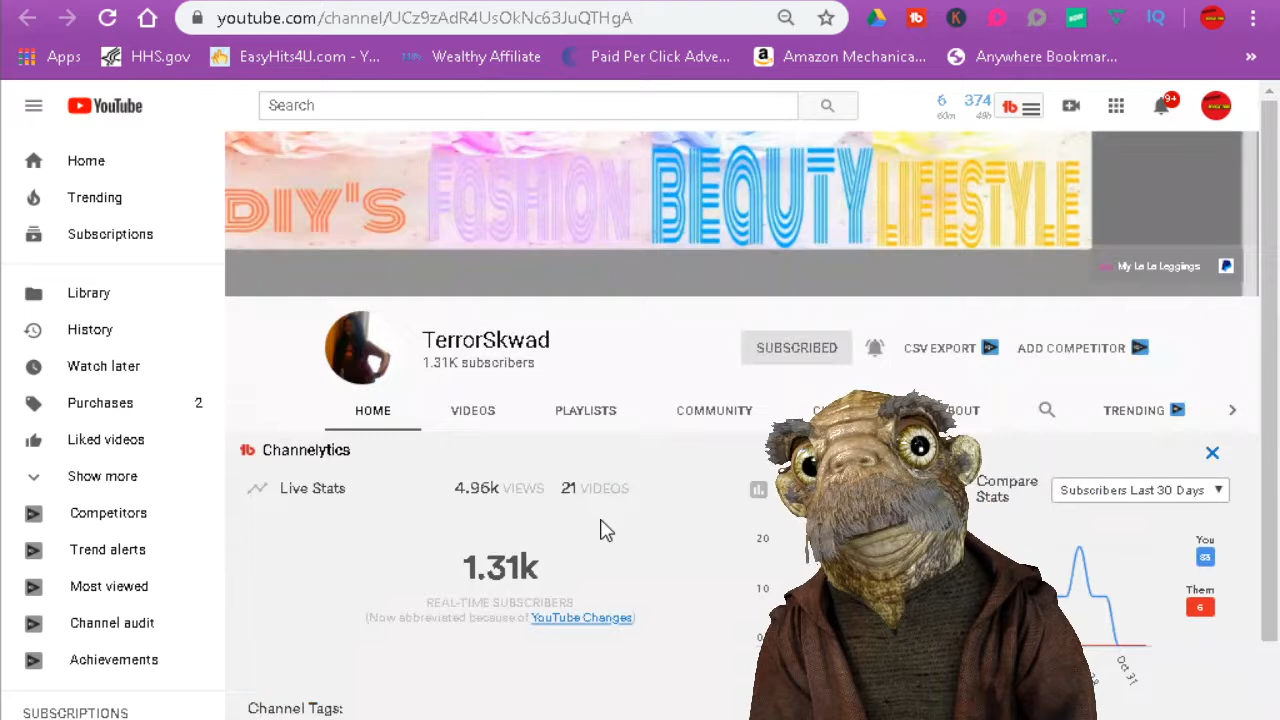 youtube.com/channel/UCz9zAdR4UsOkNc63JuQTHgA
Apps HHS.gov EasyHits4U.com - Y... Wealthy Affiliate Paid Per Click Adve... Amazon Mechanica... Anywhere Bookmar... »
YouTube Search 6 60m 374 48h 9+
Home
Trending
Subscriptions
Library
History
Watch later
Purchases 2
Liked videos
Show more
Competitors
Trend alerts
Most viewed
Channel audit
Achievements
SUBSCRIPTIONS
DIY'S FOSHION BEAUTY LIFESTYLE
My La La Leggings
TerrorSkwad
1.31K subscribers
SUBSCRIBED CSV EXPORT ADD COMPETITOR
HOME VIDEOS PLAYLISTS COMMUNITY TRENDING
Channelytics
Live Stats 4.96k VIEWS 21 VIDEOS
1.31k
REAL-TIME SUBSCRIBERS
(Now abbreviated because of YouTube Changes)
Channel Tags:
Compare
Stats
Subscribers Last 30 Days
20
10
You
Them
6
Oct 31